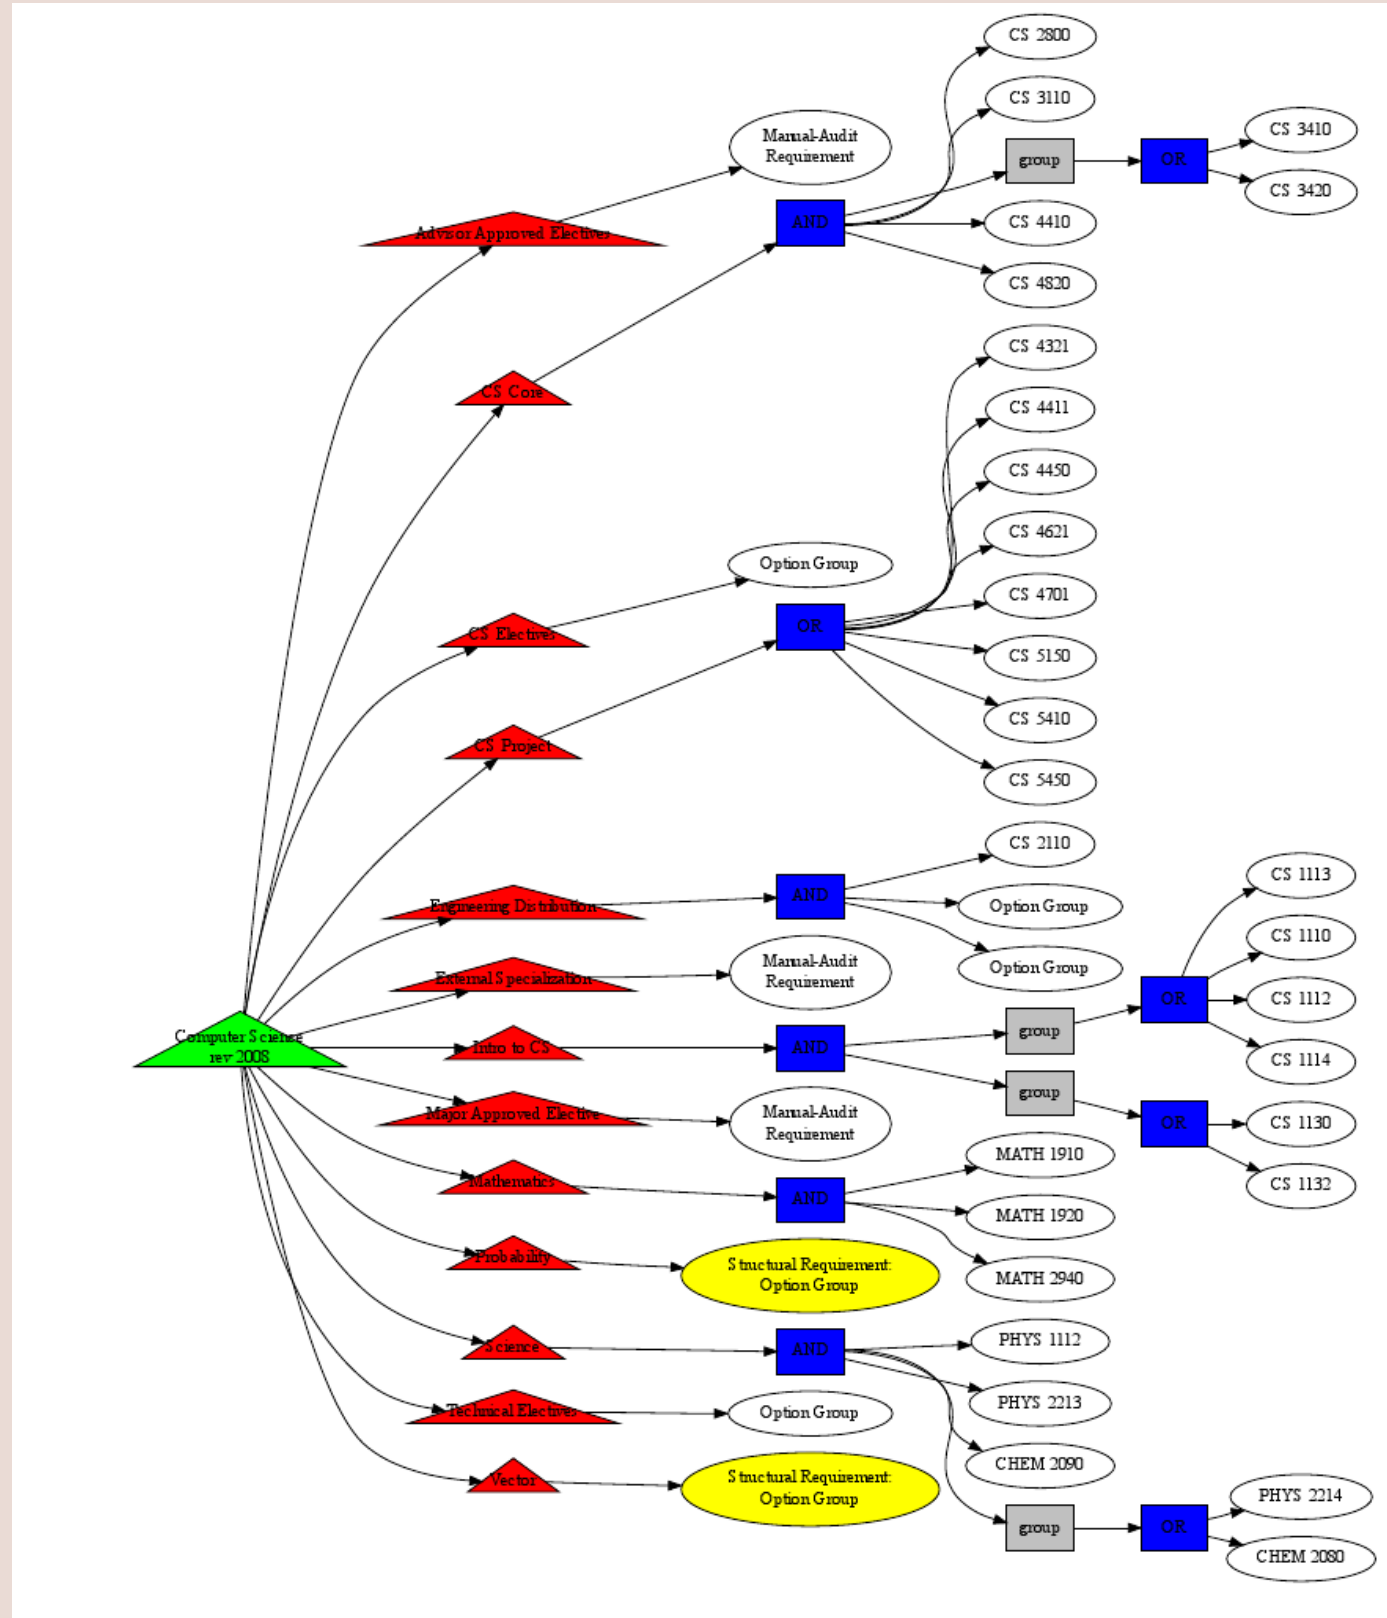 CS 2800
CS 3110
Manual-Audit
Requirement
group
OR
CS 3410
CS 3420
Advisor Approved Electives
AND
CS 4410
CS 4820
CS Core
CS 4321
CS 4411
CS 4450
CS 4621
Option Group
CS Electives
OR
CS 4701
CS 5150
CS 5410
CS Project
CS 5450
CS 2110
Engineering Distribution
AND
Option Group
Option Group
CS 1113
CS 1110
External Specialization
Manual-Audit
Requirement
OR
CS 1112
CS 1114
Computer Science
rev 2008
Intro to CS
AND
group
group
OR
CS 1130
CS 1132
Major Approved Elective
Manual-Audit
Requirement
Mathematics
AND
MATH 1910
MATH 1920
MATH 2940
Probability
Structural Requirement:
Option Group
Science
AND
PHYS 1112
PHYS 2213
CHEM 2090
Technical Electives
Option Group
Vector
Structural Requirement:
Option Group
group
OR
PHYS 2214
CHEM 2080